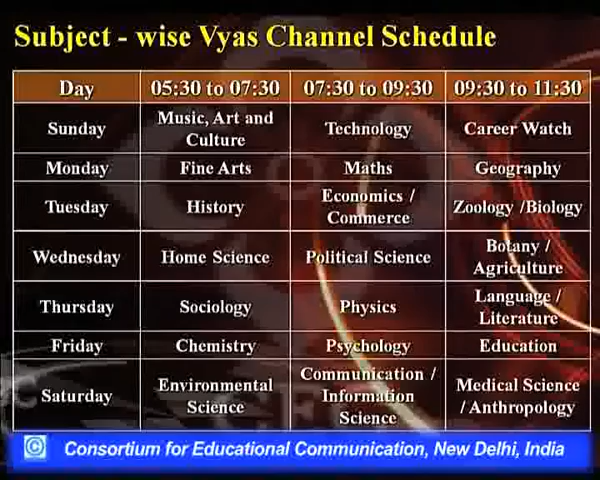 Subject - wise Vyas Channel Schedule
Day 05:30 to 07:30 07:30 to 09:30 09:30 to 11:30
Sunday Music, Art and Culture Technology Career Watch
Monday Fine Arts Maths Geography
Tuesday History Economics / Commerce Zoology /Biology
Wednesday Home Science Political Science Botany / Agriculture
Thursday Sociology Physics Language / Literature
Friday Chemistry Psychology Education
Saturday Environmental Science Communication / Information Science Medical Science / Anthropology
© Consortium for Educational Communication, New Delhi, India